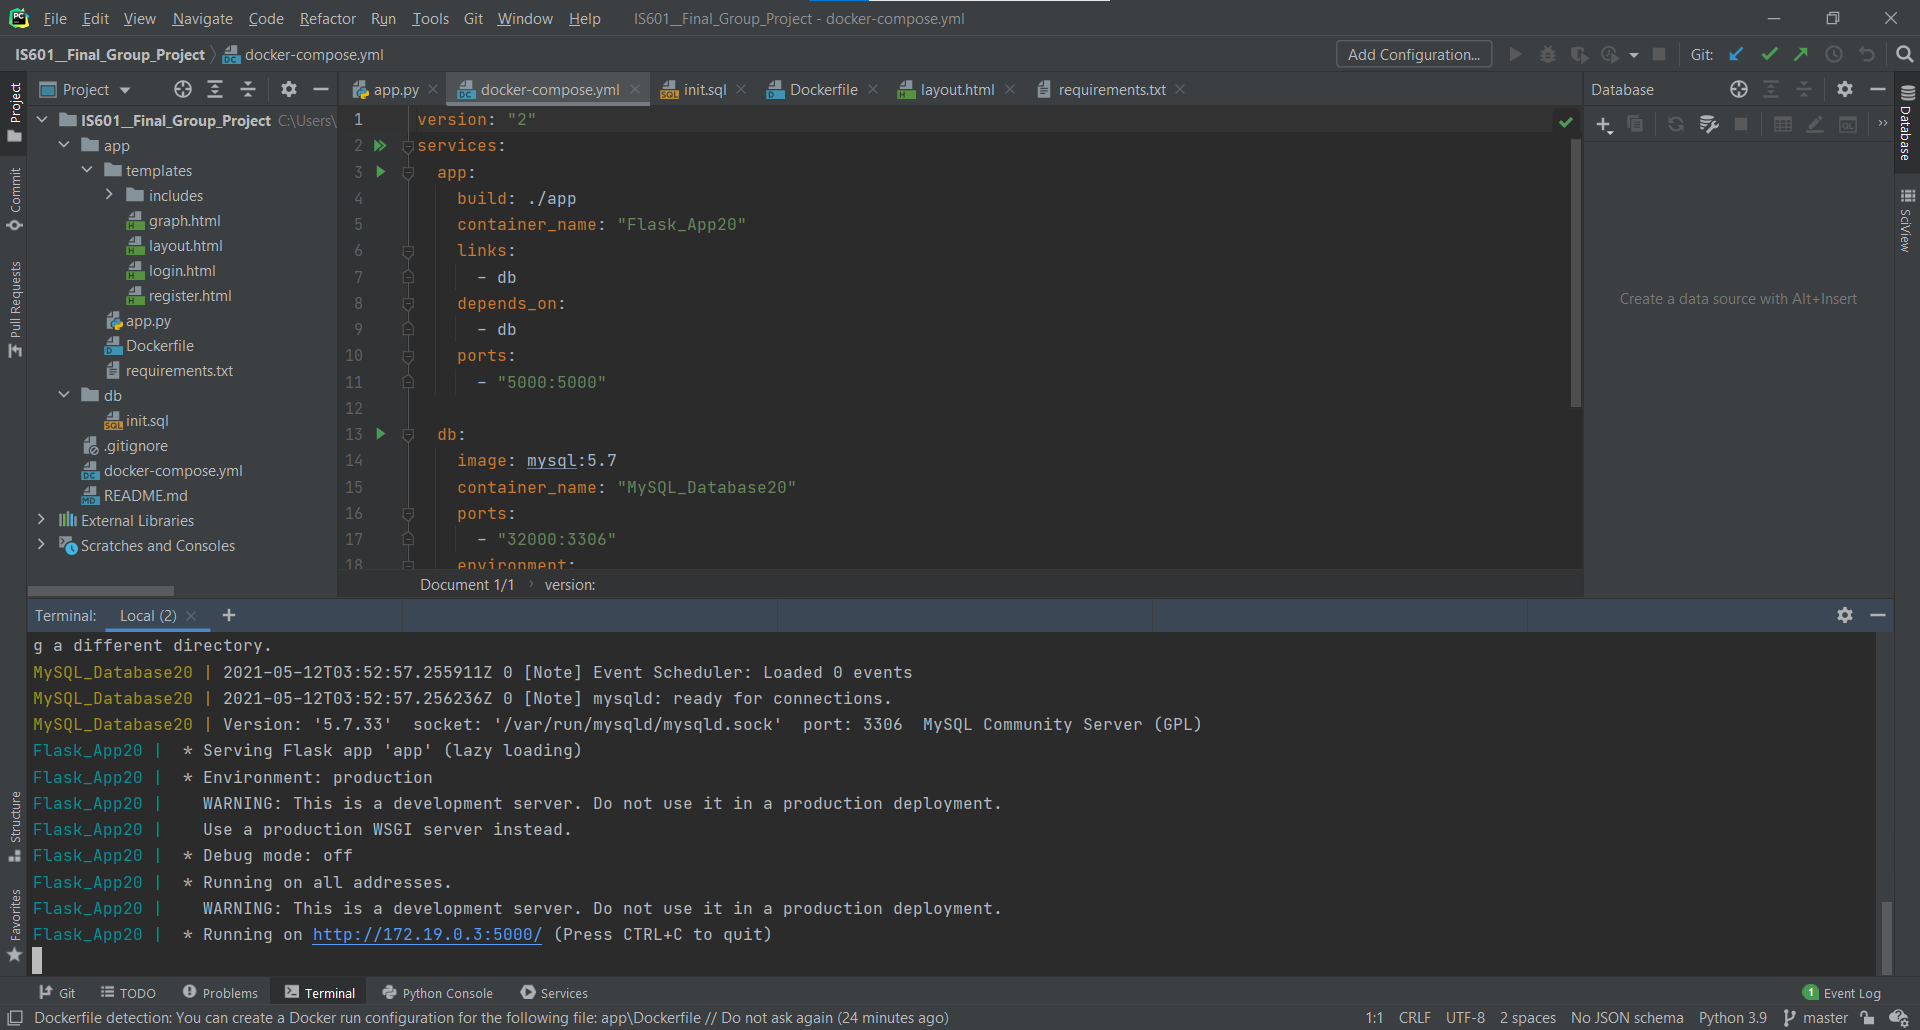 PC File Edit View Navigate Code Refactor Run Tools Git Window Help IS601__Final_Group_Project - docker-compose.yml
IS601__Final_Group_Project docker-compose.yml Add Configuration... Git:
Project
Commit
Pull Requests
Structure
Favorites
Project
IS601__Final_Group_Project C:\Users\
app
templates
includes
graph.html
layout.html
login.html
register.html
app.py
Dockerfile
requirements.txt
db
init.sql
.gitignore
docker-compose.yml
README.md
External Libraries
Scratches and Consoles
app.py docker-compose.yml init.sql Dockerfile layout.html requirements.txt
1 version: "2"
2 services:
3 app:
4 build: ./app
5 container_name: "Flask_App20"
6 links:
7 - db
8 depends_on:
9 - db
10 ports:
11 - "5000:5000"
12
13 db:
14 image: mysql:5.7
15 container_name: "MySQL_Database20"
16 ports:
17 - "32000:3306"
18 environment:
Document 1/1 version:
Database
Create a data source with Alt+Insert
Database
SciView
Terminal: Local (2)
g a different directory.
MySQL_Database20 | 2021-05-12T03:52:57.255911Z 0 [Note] Event Scheduler: Loaded 0 events
MySQL_Database20 | 2021-05-12T03:52:57.256236Z 0 [Note] mysqld: ready for connections.
MySQL_Database20 | Version: '5.7.33'  socket: '/var/run/mysqld/mysqld.sock'  port: 3306  MySQL Community Server (GPL)
Flask_App20 |  * Serving Flask app 'app' (lazy loading)
Flask_App20 |  * Environment: production
Flask_App20 |    WARNING: This is a development server. Do not use it in a production deployment.
Flask_App20 |    Use a production WSGI server instead.
Flask_App20 |  * Debug mode: off
Flask_App20 |  * Running on all addresses.
Flask_App20 |    WARNING: This is a development server. Do not use it in a production deployment.
Flask_App20 |  * Running on http://172.19.0.3:5000/ (Press CTRL+C to quit)
Git TODO Problems Terminal Python Console Services 1 Event Log
Dockerfile detection: You can create a Docker run configuration for the following file: app\Dockerfile // Do not ask again (24 minutes ago) 1:1 CRLF UTF-8 2 spaces No JSON schema Python 3.9 master